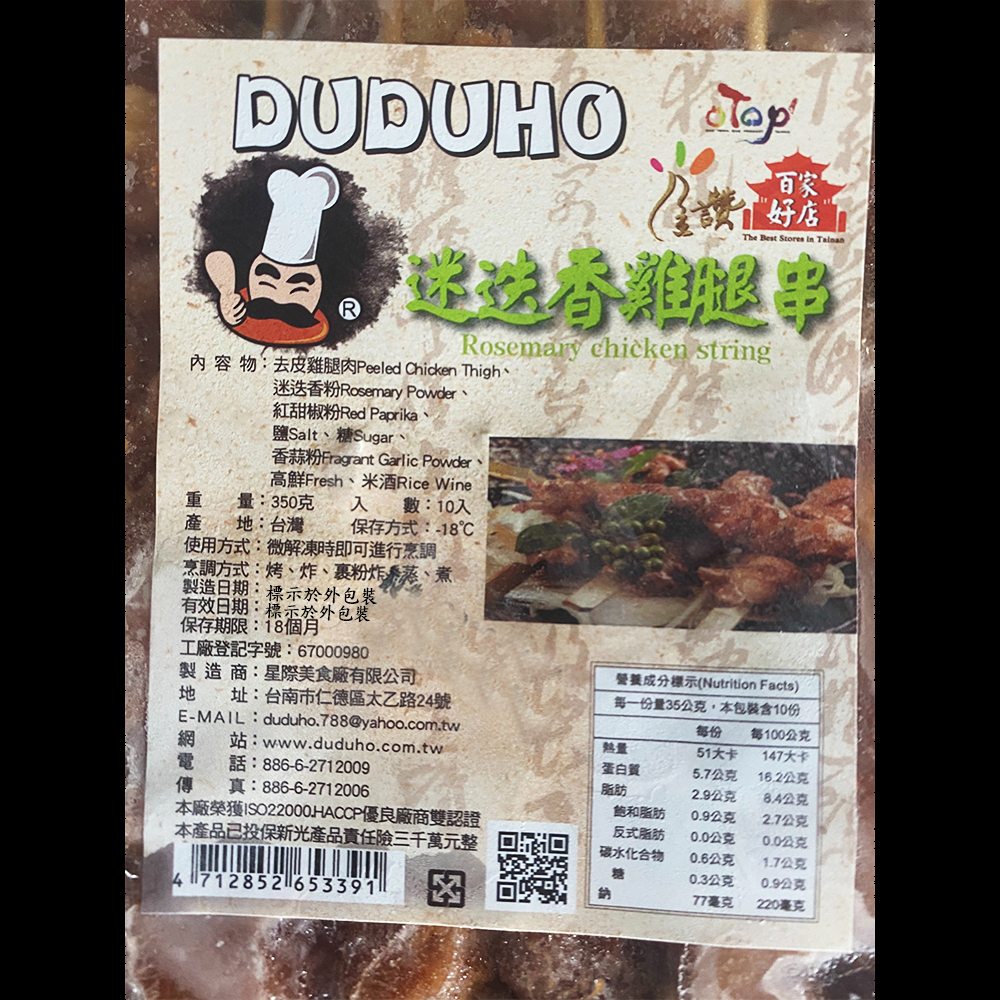 DUDUHO
oTop
百家
好店
讚
The Best Stores in Tainan
®
迷迭香雞腿串
Rosemary chicken string
內容物：去皮雞腿肉Peeled Chicken Thigh、
迷迭香粉Rosemary Powder、
紅甜椒粉Red Paprika、
鹽Salt、糖Sugar、
香蒜粉Fragrant Garlic Powder、
高鮮Fresh、米酒Rice Wine
重量：350克 入數：10入
產地：台灣 保存方式：-18℃
使用方式：微解凍時即可進行烹調
烹調方式：烤、炸、裹粉炸、蒸、煮
製造日期：標示於外包裝
有效日期：標示於外包裝
保存期限：18個月
工廠登記字號：67000980
製造商：星際美食廠有限公司
地址：台南市仁德區太乙路24號
E-MAIL：duduho.788@yahoo.com.tw
網站：www.duduho.com.tw
電話：886-6-2712009
傳真：886-6-2712006
本廠榮獲ISO22000.HACCP優良廠商雙認證
本產品已投保新光產品責任險三千萬元整
4 712852 653391
營養成分標示(Nutrition Facts)
每一份量35公克，本包裝含10份
每份 每100公克
熱量 51大卡 147大卡
蛋白質 5.7公克 16.2公克
脂肪 2.9公克 8.4公克
飽和脂肪 0.9公克 2.7公克
反式脂肪 0.0公克 0.0公克
碳水化合物 0.6公克 1.7公克
糖 0.3公克 0.9公克
鈉 77毫克 220毫克